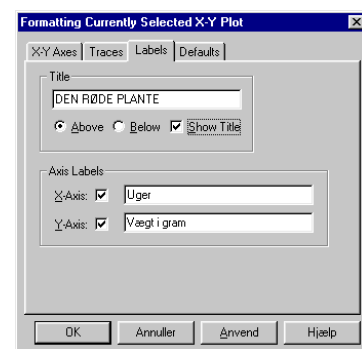 Formatting Currently Selected X-Y Plot
X-Y Axes Traces Labels Defaults
Title
DEN RØDE PLANTE
Above Below Show Title
Axis Labels
X-Axis: Uger
Y-Axis: Vægt i gram
OK Annuller Anvend Hjælp